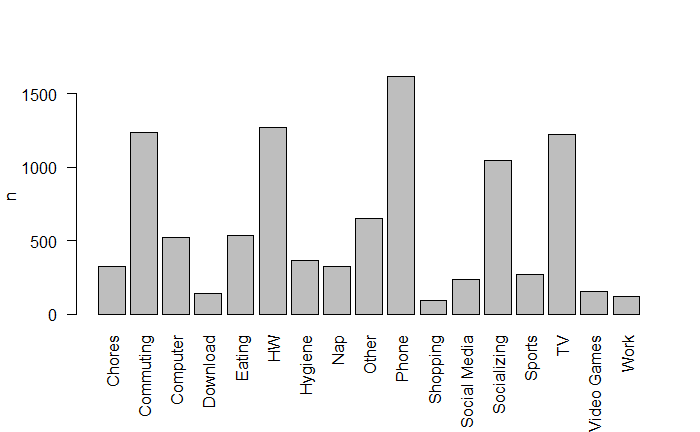 1500
1000
500
0
n
Chores
Commuting
Computer
Download
Eating
HW
Hygiene
Nap
Other
Phone
Shopping
Social Media
Socializing
Sports
TV
Video Games
Work